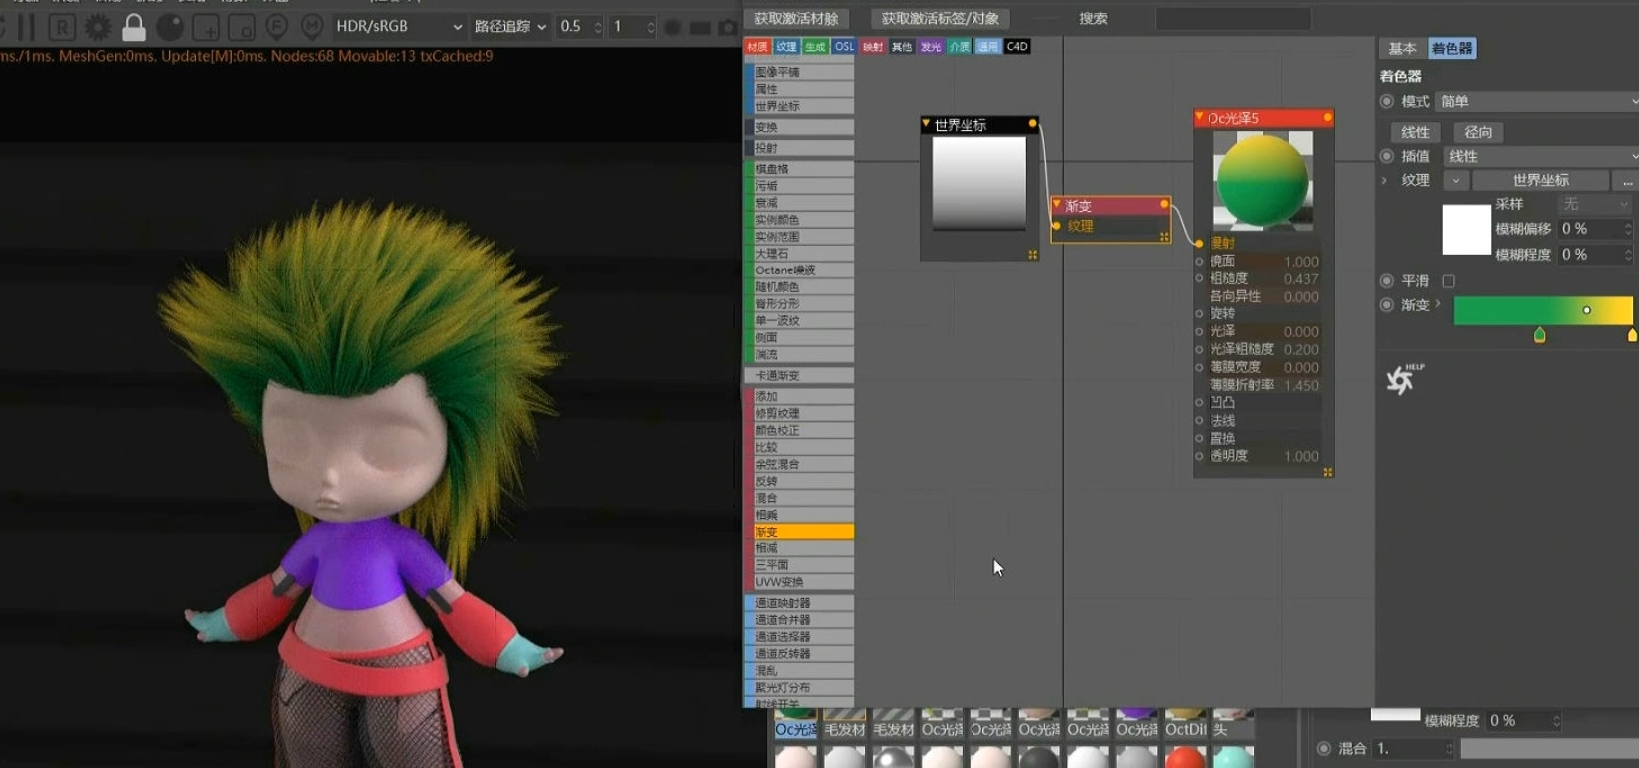 获取激活材除 获取激活标签/对象 搜索
HDR/sRGB 路径追踪 0.5 1
ms./1ms. MeshGen:0ms. Update[M]:0ms. Nodes:68 Movable:13 txCached:9
材质 纹理 生成 OSL 映射 其他 发光 介质 通用 C4D
图像平铺
属性
世界坐标
变换
投射
棋盘格
污垢
衰减
实例颜色
实例范围
大理石
Octane噪波
随机颜色
脊形分形
单一波纹
侧面
湍流
卡通渐变
添加
修剪纹理
颜色校正
比较
余弦混合
反转
混合
相乘
渐变
相减
三平面
UVW变换
通道映射器
通道合并器
通道选择器
通道反转器
混乱
聚光灯分布
射线开关
世界坐标
渐变
纹理
Oc光泽5
漫射
镜面 1.000
粗糙度 0.437
各向异性 0.000
旋转
光泽 0.000
光泽粗糙度 0.200
薄膜宽度 0.000
薄膜折射率 1.450
凹凸
法线
置换
透明度 1.000
基本 着色器
着色器
模式 简单
线性 径向
插值 线性
纹理 世界坐标 ...
采样 无
模糊偏移 0 %
模糊程度 0 %
平滑
渐变
HELP
Oc光泽 毛发材 毛发材 Oc光泽 Oc光泽 Oc光泽 Oc光泽 Oc光泽 OctDif 头
模糊程度 0 %
混合 1.